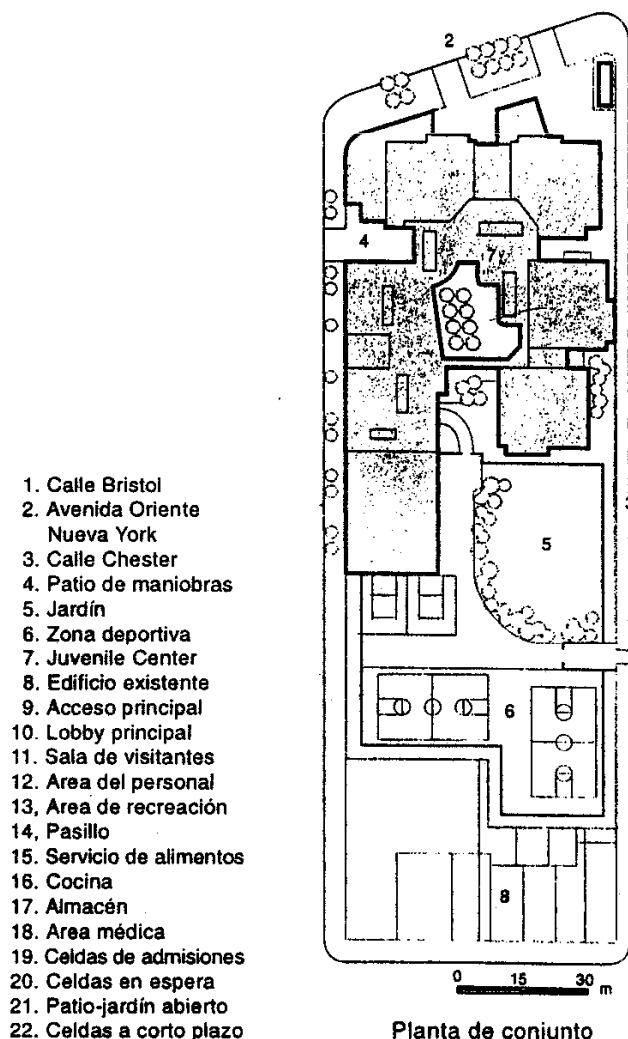 2
4
7
1. Calle Bristol
2. Avenida Oriente
Nueva York
3. Calle Chester
4. Patio de maniobras
5. Jardín
6. Zona deportiva
7. Juvenile Center
8. Edificio existente
9. Acceso principal
10. Lobby principal
11. Sala de visitantes
12. Area del personal
13, Area de recreación
14, Pasillo
15. Servicio de alimentos
16. Cocina
17. Almacén
18. Area médica
19. Celdas de admisiones
20. Celdas en espera
21. Patio-jardín abierto
22. Celdas a corto plazo
5
6
8
0 15 30 m
Planta de conjunto